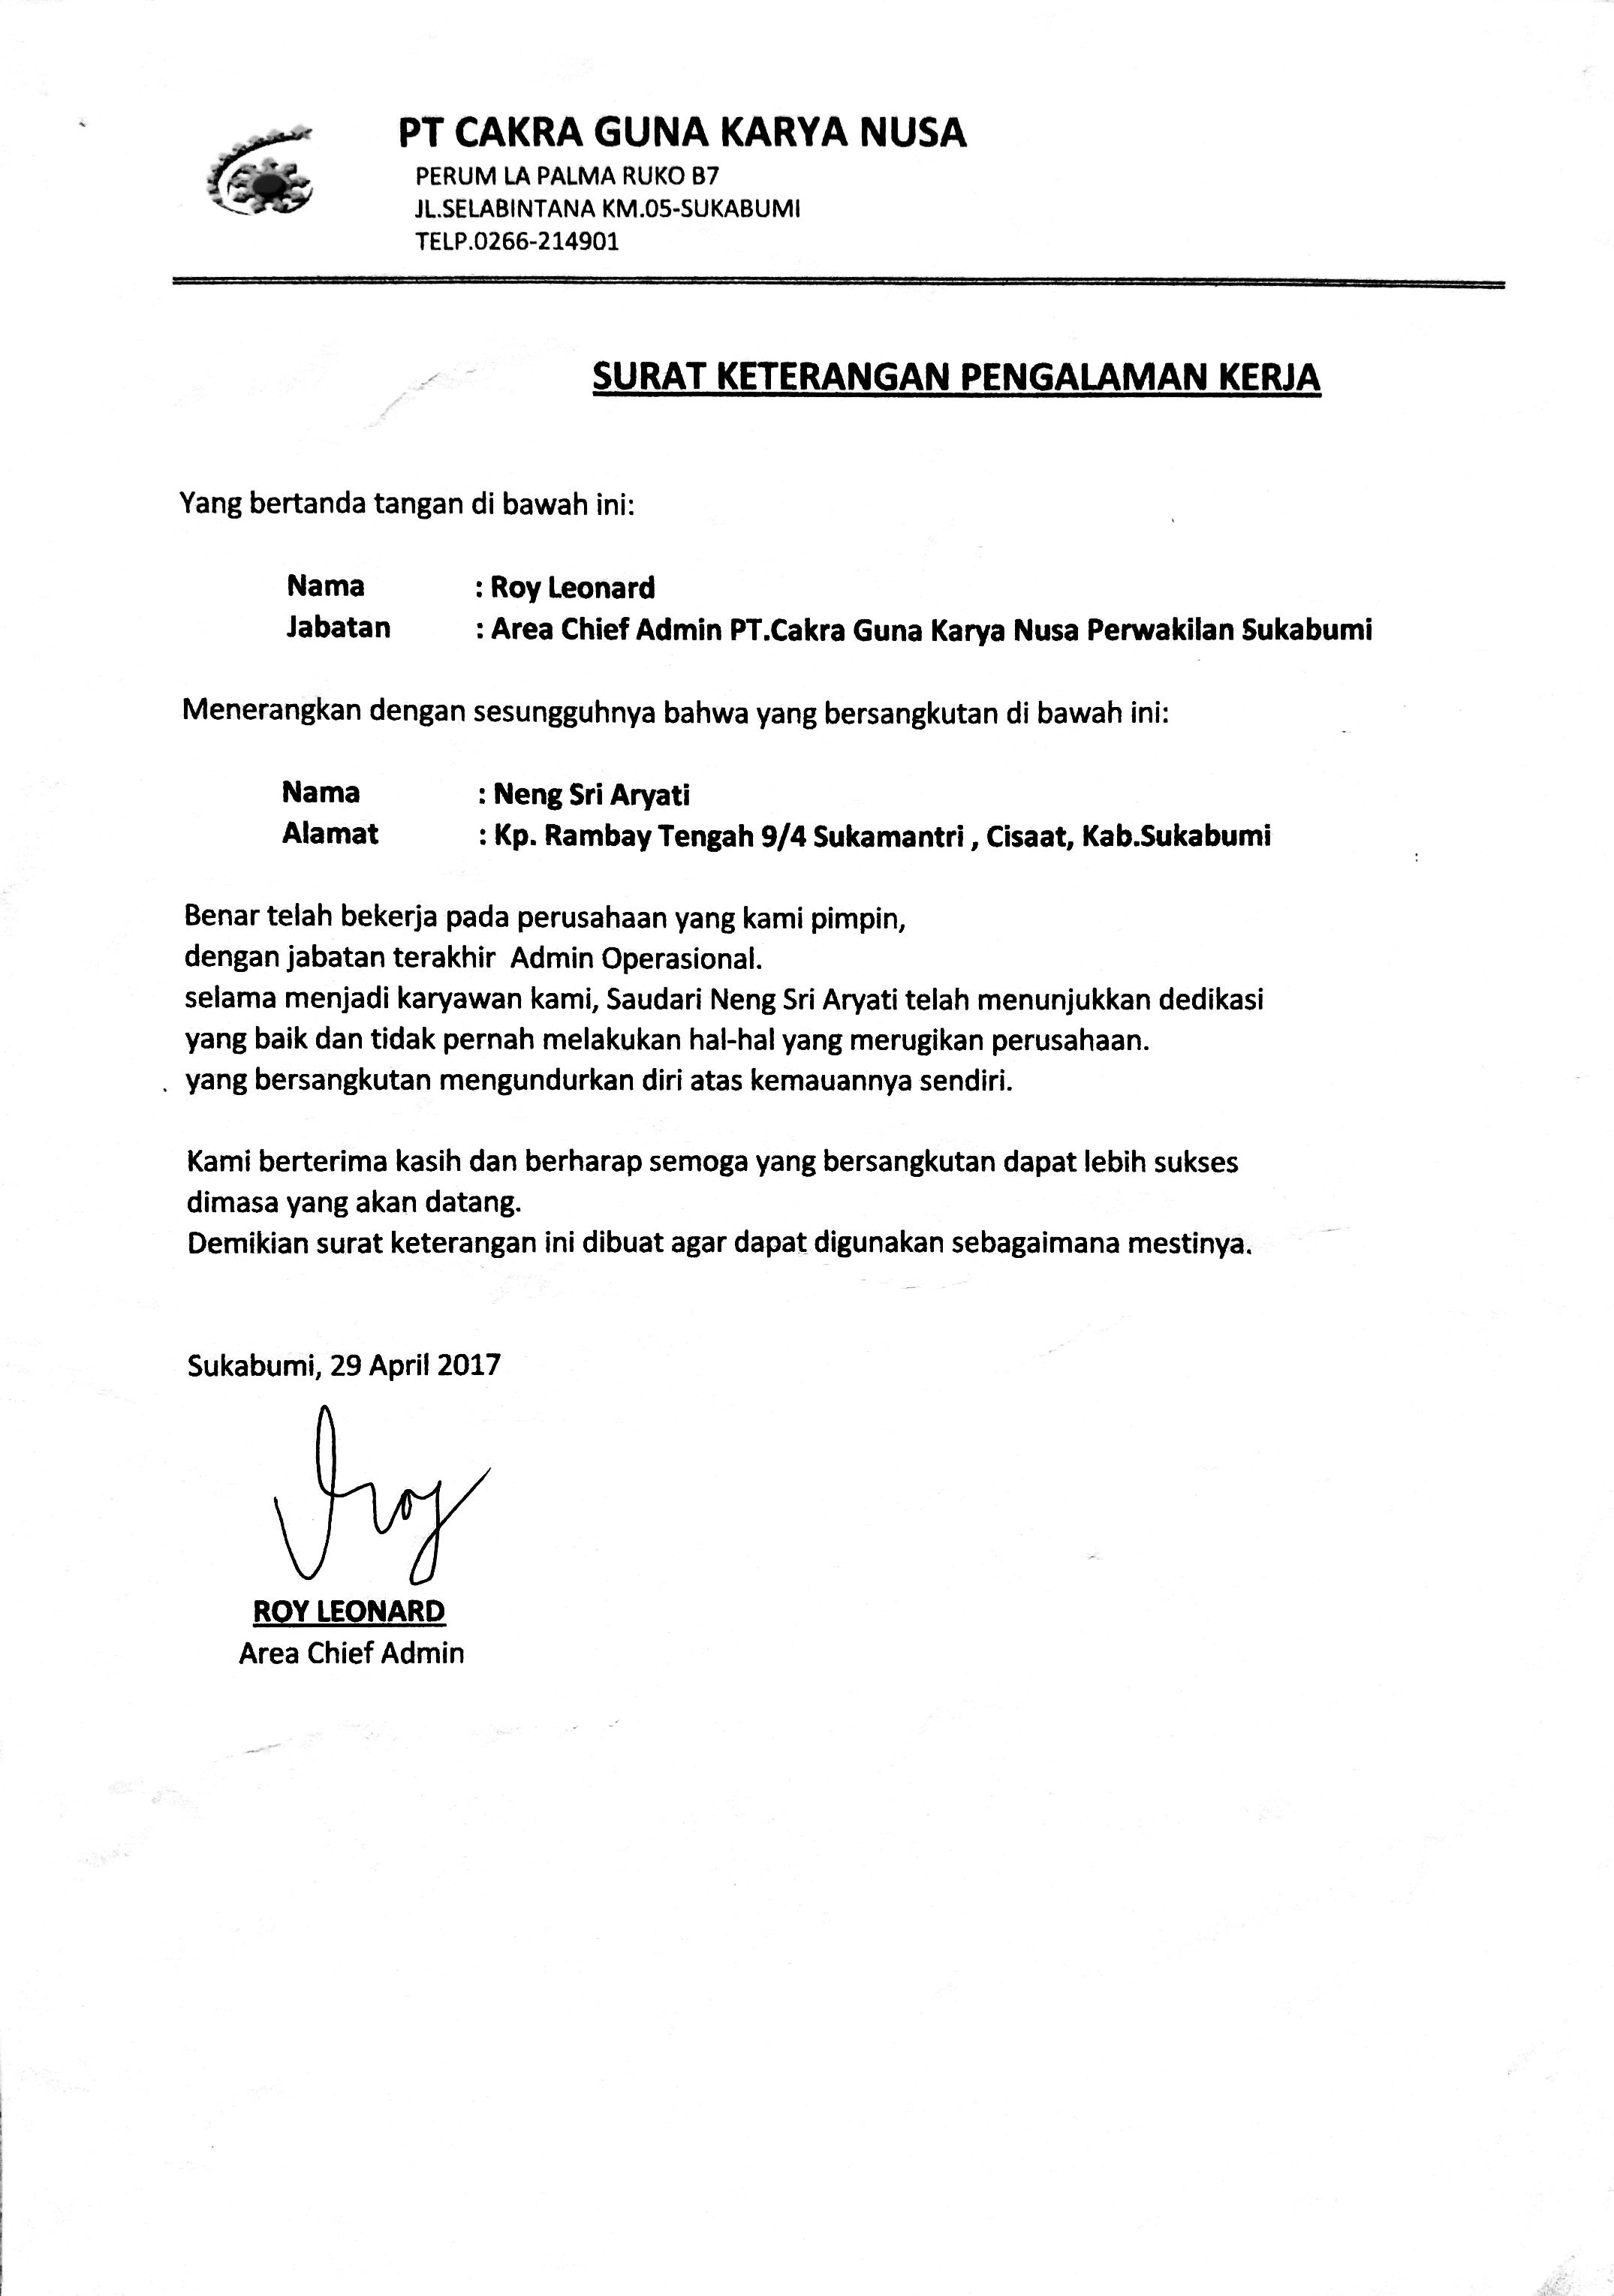 PT CAKRA GUNA KARYA NUSA
PERUM LA PALMA RUKO B7
JL.SELABINTANA KM.05-SUKABUMI
TELP.0266-214901
SURAT KETERANGAN PENGALAMAN KERJA
Yang bertanda tangan di bawah ini:
Nama : Roy Leonard
Jabatan : Area Chief Admin PT.Cakra Guna Karya Nusa Perwakilan Sukabumi
Menerangkan dengan sesungguhnya bahwa yang bersangkutan di bawah ini:
Nama : Neng Sri Aryati
Alamat : Kp. Rambay Tengah 9/4 Sukamantri , Cisaat, Kab.Sukabumi
Benar telah bekerja pada perusahaan yang kami pimpin,
dengan jabatan terakhir  Admin Operasional.
selama menjadi karyawan kami, Saudari Neng Sri Aryati telah menunjukkan dedikasi
yang baik dan tidak pernah melakukan hal-hal yang merugikan perusahaan.
yang bersangkutan mengundurkan diri atas kemauannya sendiri.
Kami berterima kasih dan berharap semoga yang bersangkutan dapat lebih sukses
dimasa yang akan datang.
Demikian surat keterangan ini dibuat agar dapat digunakan sebagaimana mestinya.
Sukabumi, 29 April 2017
Roy
ROY LEONARD
Area Chief Admin